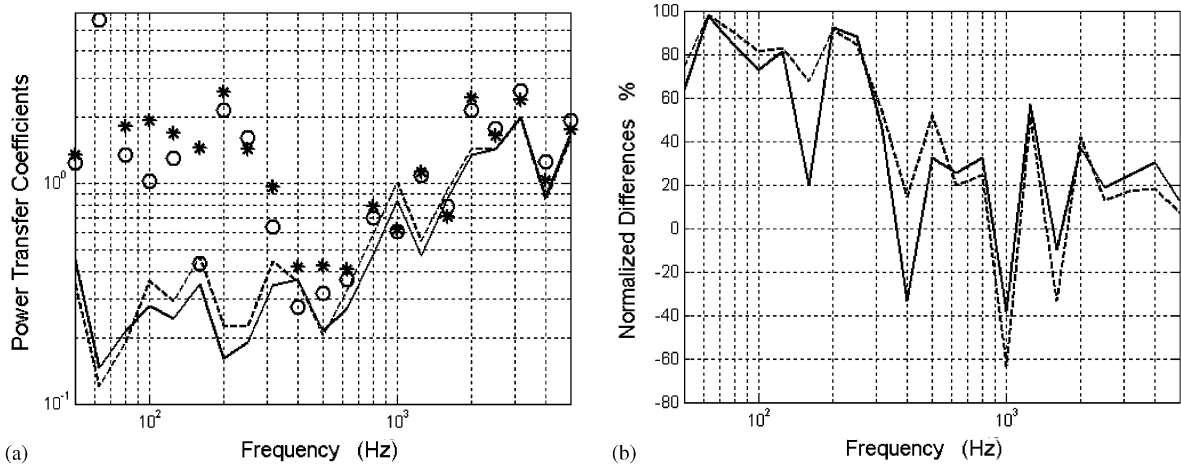 Power Transfer Coefficients
10^0
10^-1
10^2
10^3
Frequency (Hz)
(a)
Normalized Differences %
100
80
60
40
20
0
-20
-40
-60
-80
10^2
10^3
Frequency (Hz)
(b)